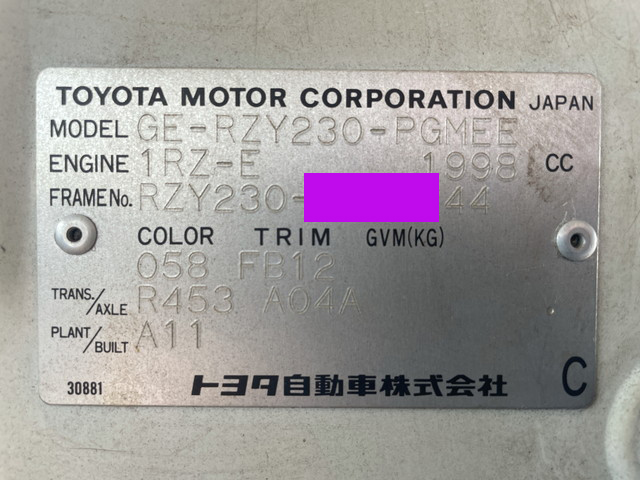 TOYOTA MOTOR CORPORATION JAPAN
MODEL GE-RZY230-PGMEE
ENGINE 1RZ-E 1998 CC
FRAME No. RZY230- 44
COLOR TRIM GVM(KG)
058 FB12
TRANS./AXLE R453 A04A
PLANT/BUILT A11
30881 トヨタ自動車株式会社 C